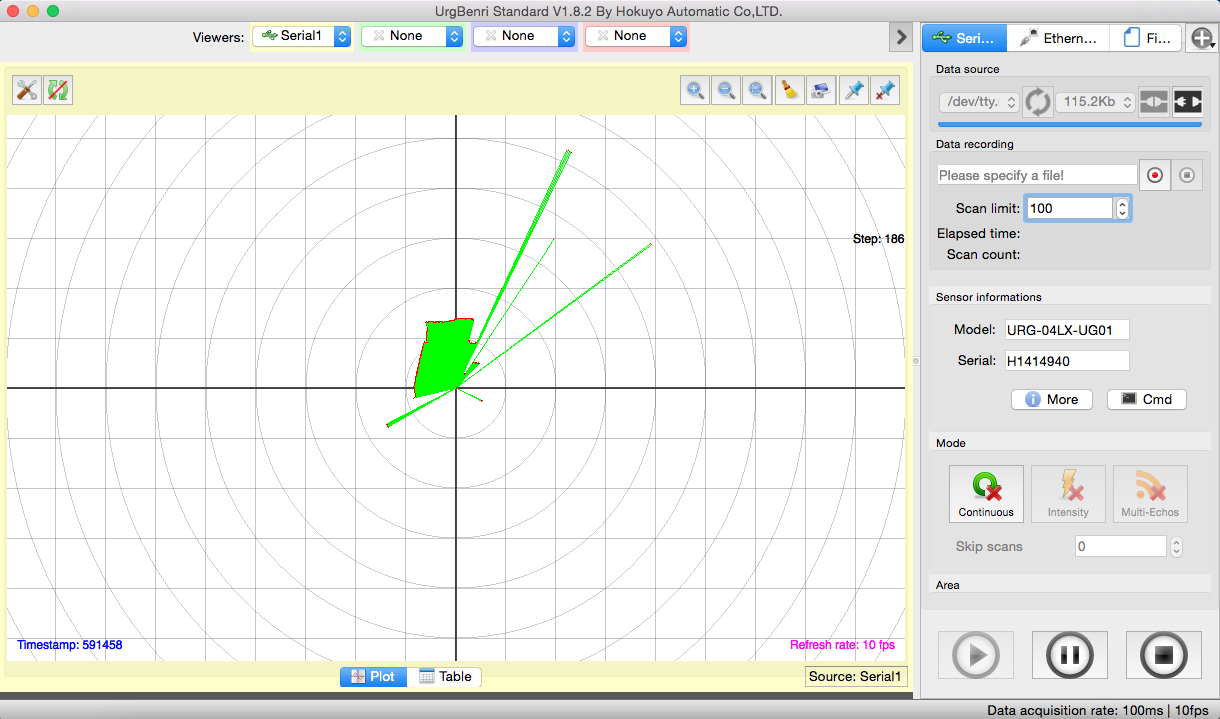 UrgBenri Standard V1.8.2 By Hokuyo Automatic Co,LTD.
Viewers: Serial1 None None None
Seri... Ethern... Fi...
Data source
/dev/tty. 115.2Kb
Data recording
Please specify a file!
Scan limit: 100
Elapsed time:
Scan count:
Step: 186
Sensor informations
Model: URG-04LX-UG01
Serial: H1414940
More Cmd
Mode
Continuous Intensity Multi-Echos
Skip scans 0
Area
Timestamp: 591458
Refresh rate: 10 fps
Plot Table
Source: Serial1
Data acquisition rate: 100ms | 10fps